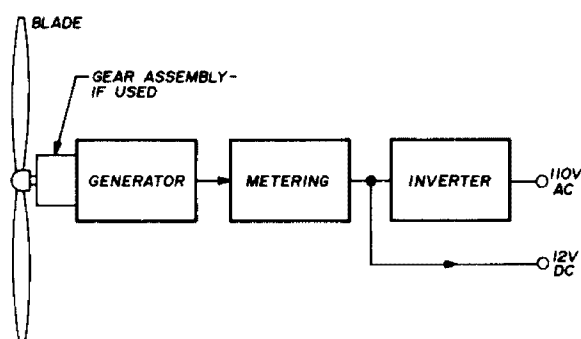 BLADE
GEAR ASSEMBLY-
IF USED
GENERATOR
METERING
INVERTER
110V
AC
12V
DC